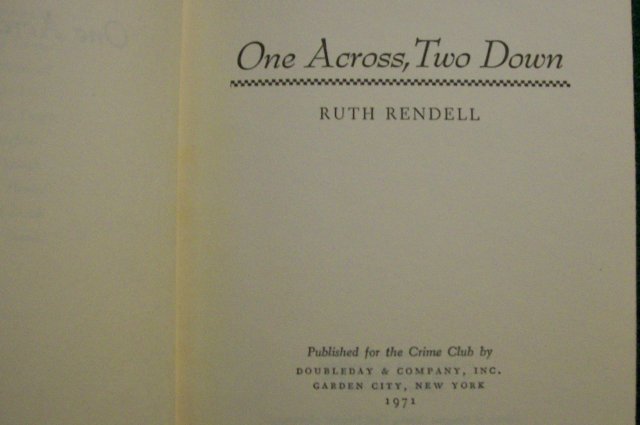 One Across, Two Down
RUTH RENDELL
Published for the Crime Club by
DOUBLEDAY & COMPANY, INC.
GARDEN CITY, NEW YORK
1971